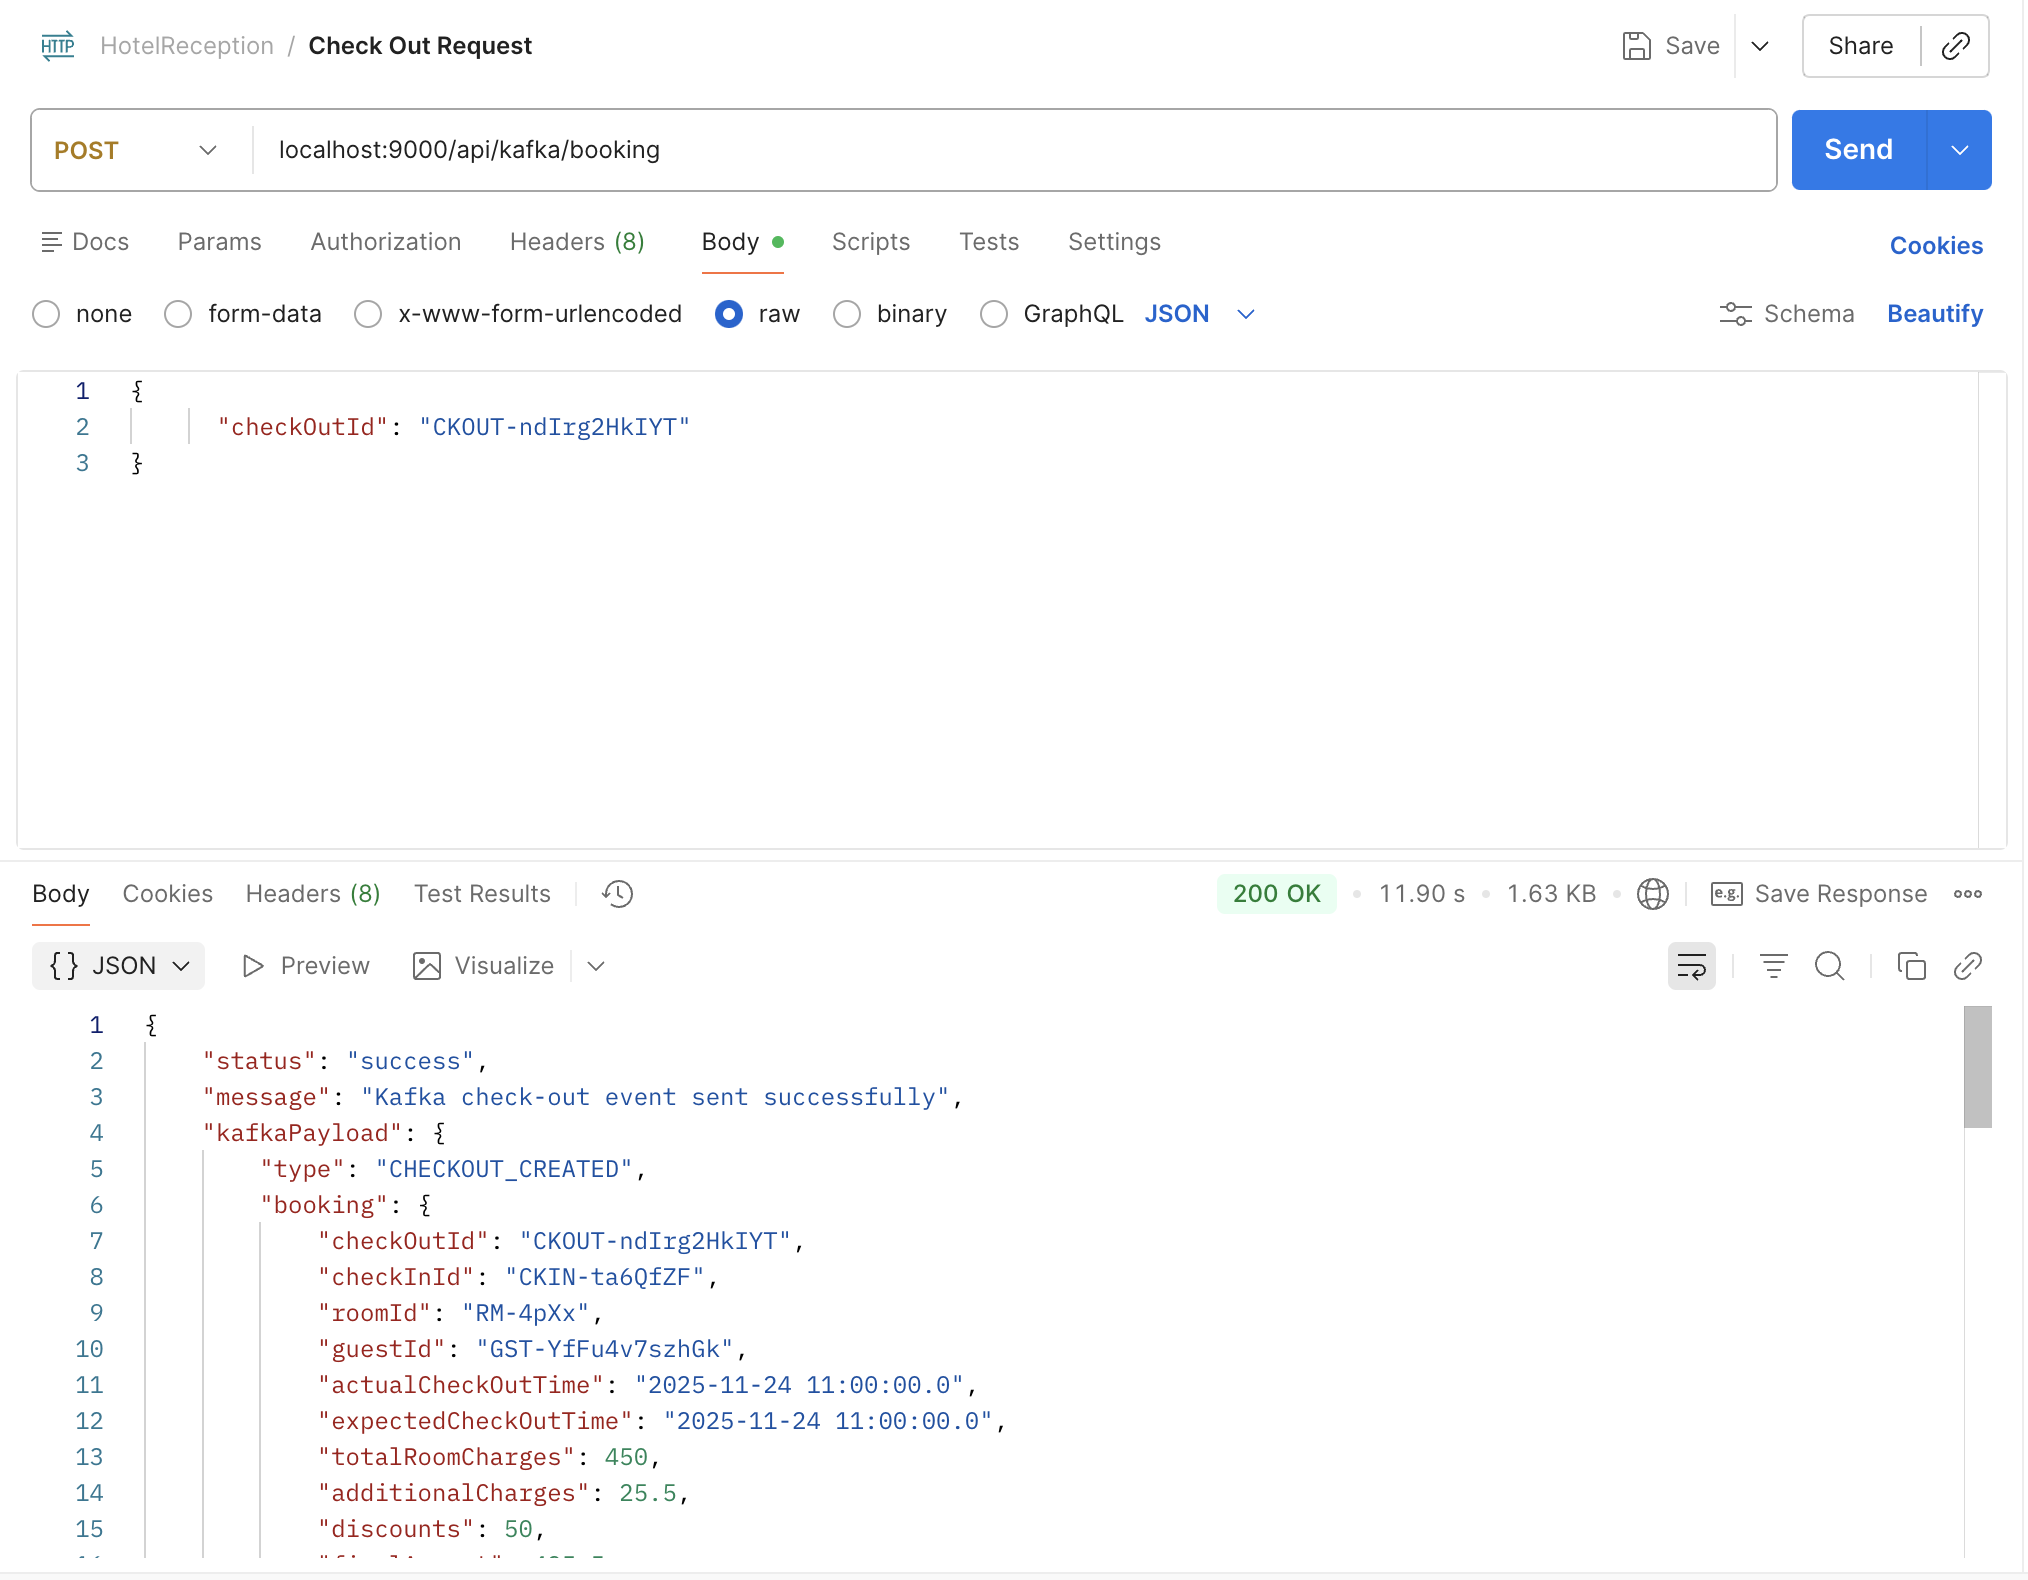 HTTP HotelReception / Check Out Request Save Share
POST localhost:9000/api/kafka/booking Send
Docs Params Authorization Headers (8) Body Scripts Tests Settings Cookies
none form-data x-www-form-urlencoded raw binary GraphQL JSON Schema Beautify
1 {
2 "checkOutId": "CKOUT-ndIrg2HkIYT"
3 }
Body Cookies Headers (8) Test Results 200 OK 11.90 s 1.63 KB e.g. Save Response
{ } JSON Preview Visualize
1 {
2 "status": "success",
3 "message": "Kafka check-out event sent successfully",
4 "kafkaPayload": {
5 "type": "CHECKOUT_CREATED",
6 "booking": {
7 "checkOutId": "CKOUT-ndIrg2HkIYT",
8 "checkInId": "CKIN-ta6QfZF",
9 "roomId": "RM-4pXx",
10 "guestId": "GST-YfFu4v7szhGk",
11 "actualCheckOutTime": "2025-11-24 11:00:00.0",
12 "expectedCheckOutTime": "2025-11-24 11:00:00.0",
13 "totalRoomCharges": 450,
14 "additionalCharges": 25.5,
15 "discounts": 50,